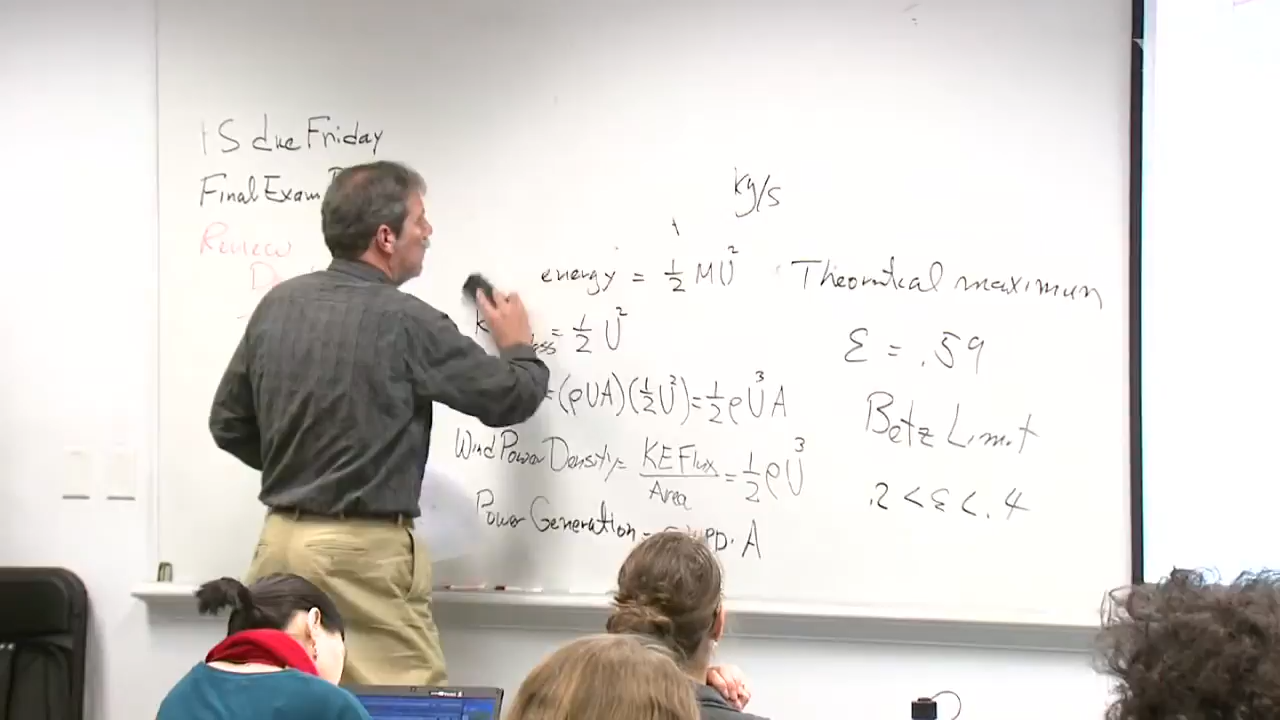 1S due Friday
Final Exam
Review
kg/s
energy = 1/2 MU²
= 1/2 U²
= (ρUA)(1/2 U²) = 1/2 ρU³A
Wind Power Density = KE Flux / Area = 1/2 ρU³
Power Generation = A
Theoretical maximum
ε = .59
Betz Limit
.2 < ε < .4